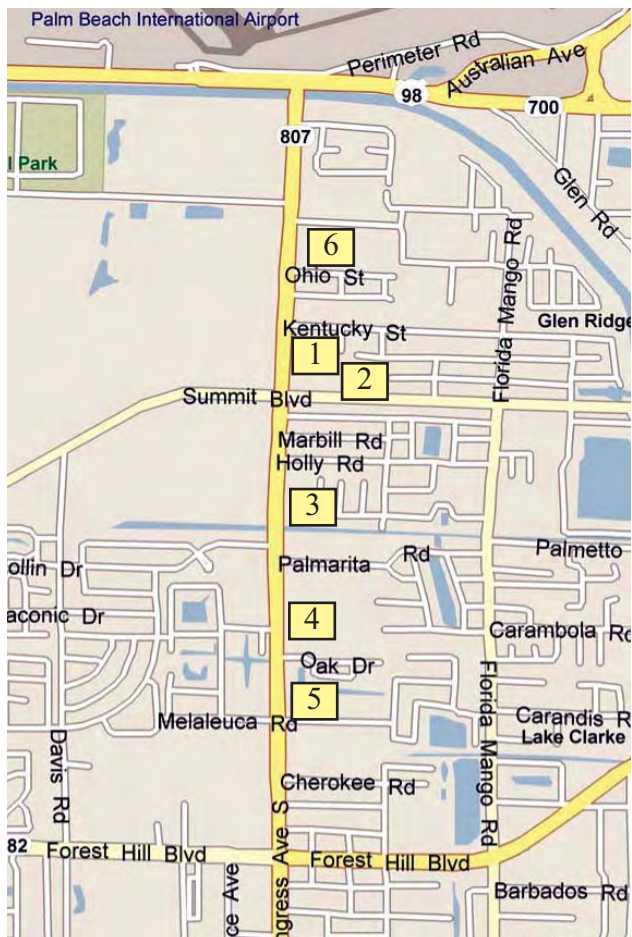 Palm Beach International Airport
Perimeter Rd
Australian Ave
98
700
807
l Park
Glen Rd
Florida Mango Rd
6
Ohio St
Glen Ridge
Kentucky St
1
2
Summit Blvd
Marbill Rd
Holly Rd
3
Palmarita Rd
Palmetto
ollin Dr
aconic Dr
4
Carambola Rd
Oak Dr
Florida Mango Rd
5
Melaleuca Rd
Carandis R
Lake Clarke
Davis Rd
Cherokee Rd
ngress Ave S
82
Forest Hill Blvd
Forest Hill Blvd
ce Ave
Barbados Rd